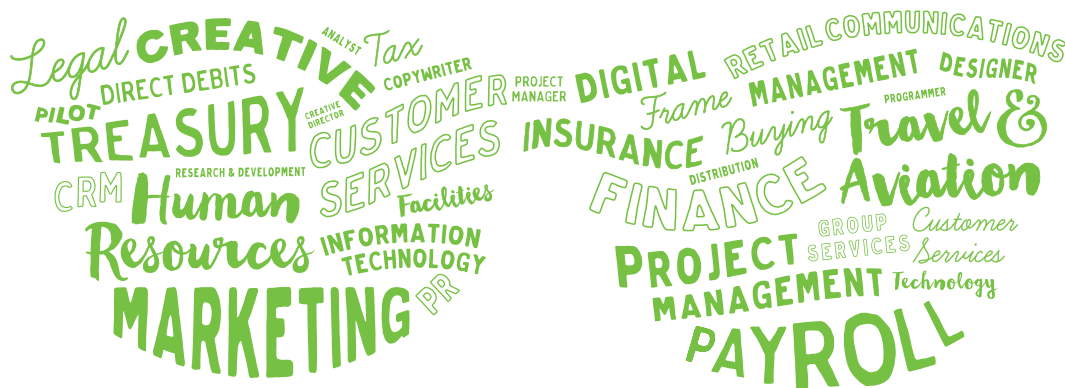 Legal
CREATIVE
ANALYST
Tax
DIRECT DEBITS
COPYWRITER
PILOT
TREASURY
CREATIVE
DIRECTOR
CUSTOMER
SERVICES
CRM
RESEARCH & DEVELOPMENT
Human
Resources
Facilities
INFORMATION
TECHNOLOGY
MARKETING
PR
PROJECT
MANAGER
DIGITAL
RETAIL COMMUNICATIONS
Frame
MANAGEMENT
DESIGNER
PROGRAMMER
INSURANCE
Buying
Travel &
Aviation
DISTRIBUTION
FINANCE
GROUP
SERVICES
Customer
Services
PROJECT
MANAGEMENT
Technology
PAYROLL